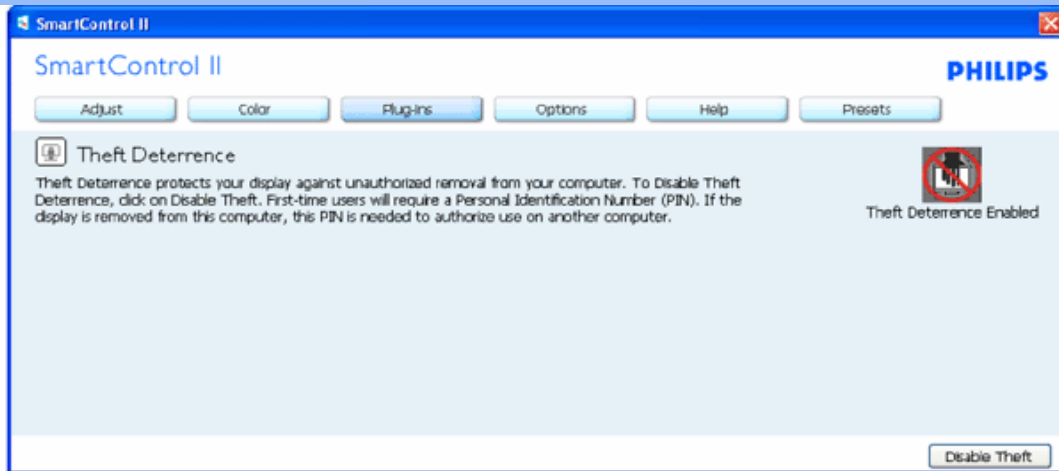 SmartControl II
SmartControl II
PHILIPS
Adjust Color Plug-Ins Options Help Presets
Theft Deterrence
Theft Deterrence protects your display against unauthorized removal from your computer. To Disable Theft
Deterrence, click on Disable Theft. First-time users will require a Personal Identification Number (PIN). If the
display is removed from this computer, this PIN is needed to authorize use on another computer.
Theft Deterrence Enabled
Disable Theft